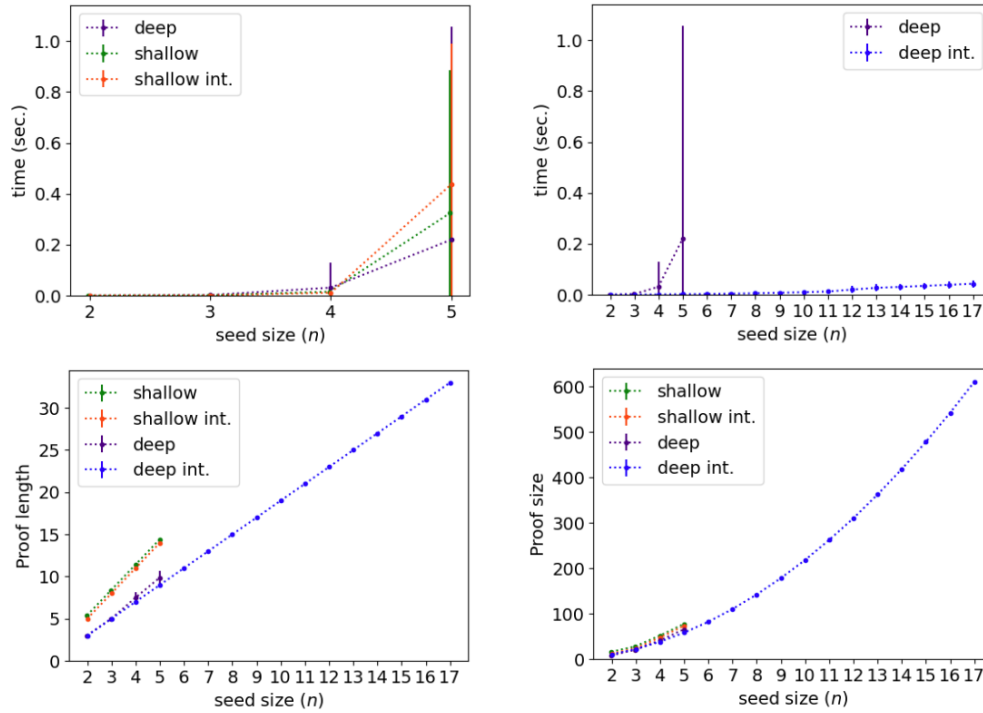 deep
shallow
shallow int.
1.0
0.8
0.6
0.4
0.2
0.0
time (sec.)
2 3 4 5
seed size (n)
deep
deep int.
1.0
0.8
0.6
0.4
0.2
0.0
time (sec.)
2 3 4 5 6 7 8 9 10 11 12 13 14 15 16 17
seed size (n)
shallow
shallow int.
deep
deep int.
30
25
20
15
10
5
0
Proof length
2 3 4 5 6 7 8 9 10 11 12 13 14 15 16 17
seed size (n)
shallow
shallow int.
deep
deep int.
600
500
400
300
200
100
0
Proof size
2 3 4 5 6 7 8 9 10 11 12 13 14 15 16 17
seed size (n)